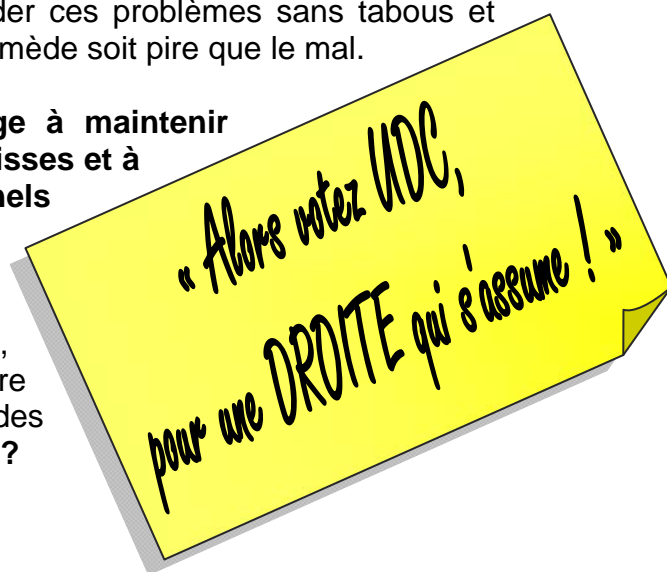 der ces problèmes sans tabous et
mède soit pire que le mal.
ge à maintenir
isses et à
nels
« Alors votez UDC,
pour une DROITE qui s'assume ! »
,
re
des
?